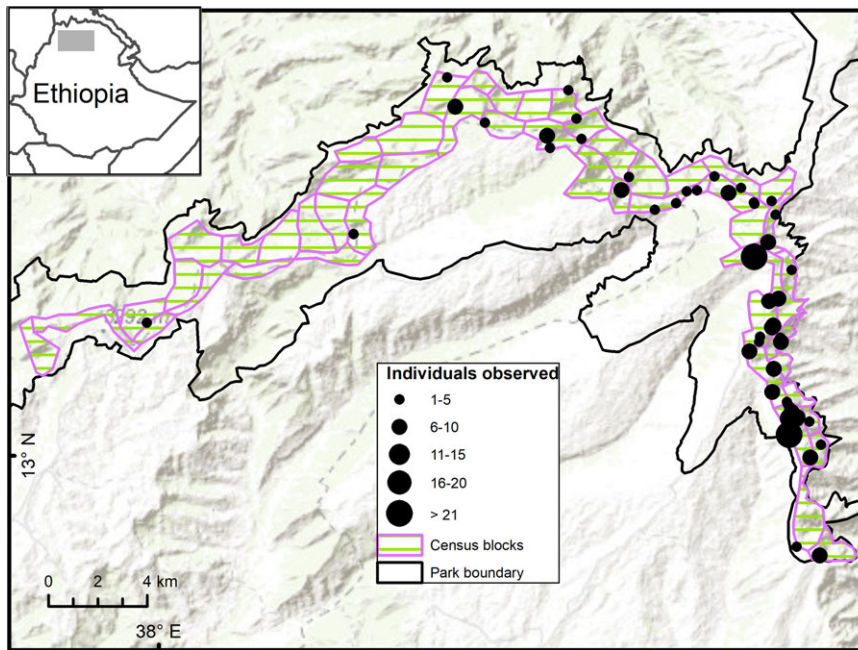 Ethiopia
Individuals observed
1-5
6-10
11-15
16-20
> 21
Census blocks
Park boundary
13° N
0 2 4 km
38° E